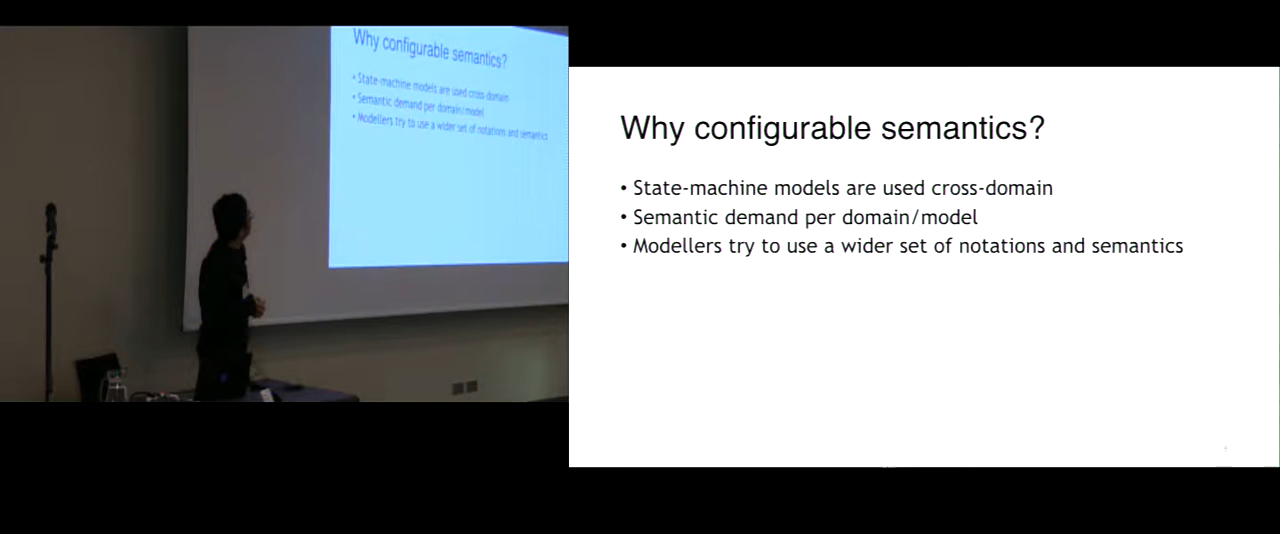 Why configurable semantics?
• State-machine models are used cross-domain
• Semantic demand per domain/model
• Modellers try to use a wider set of notations and semantics
Why configurable semantics?
• State-machine models are used cross-domain
• Semantic demand per domain/model
• Modellers try to use a wider set of notations and semantics